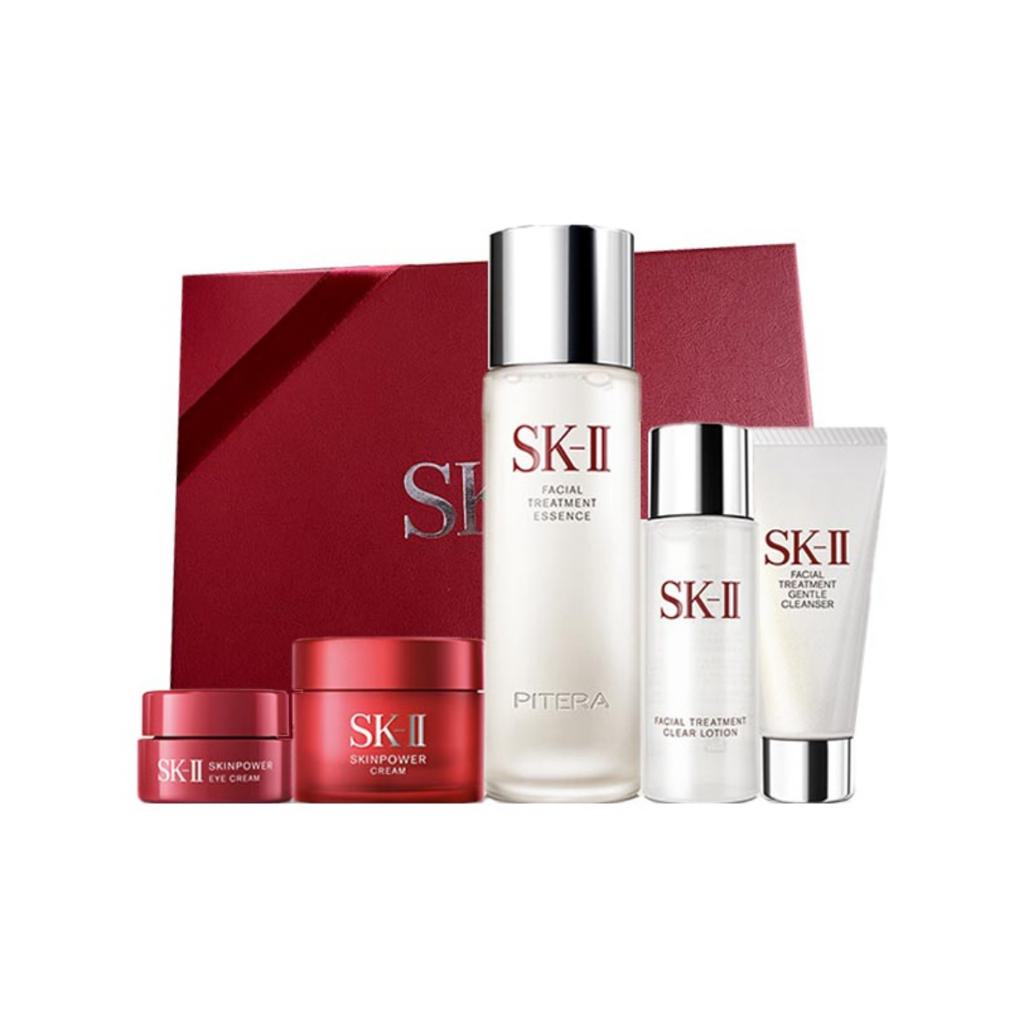 SK
SK-II
FACIAL
TREATMENT
ESSENCE
PITERA
SK-II
FACIAL TREATMENT
CLEAR LOTION
SK-II
FACIAL
TREATMENT
GENTLE
CLEANSER
SK-II
SKINPOWER
CREAM
SK-II SKINPOWER
EYE CREAM